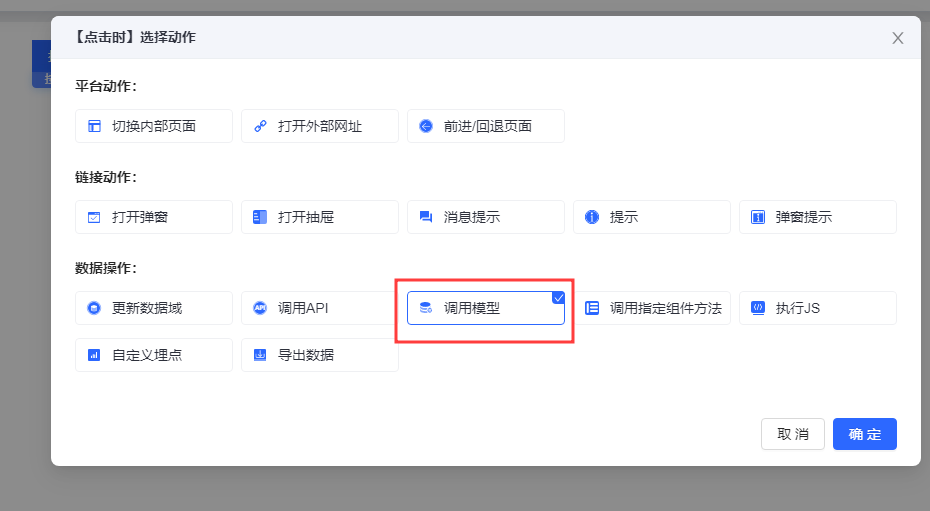 【点击时】选择动作
平台动作：
切换内部页面
打开外部网址
前进/回退页面
链接动作：
打开弹窗
打开抽屉
消息提示
提示
弹窗提示
数据操作：
更新数据域
API 调用API
调用模型
调用指定组件方法
执行JS
自定义埋点
导出数据
取 消
确 定